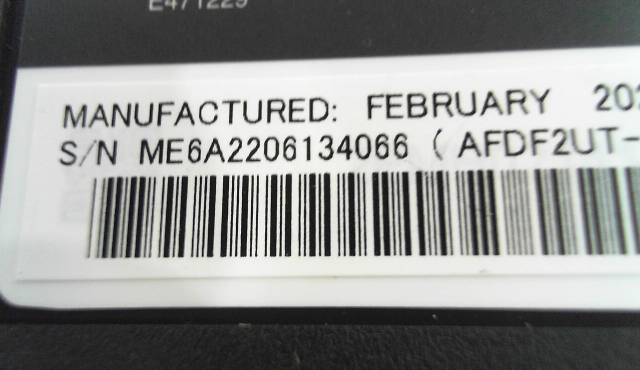 E471229
MANUFACTURED: FEBRUARY
S/N ME6A2206134066 ( AFDF2UT-